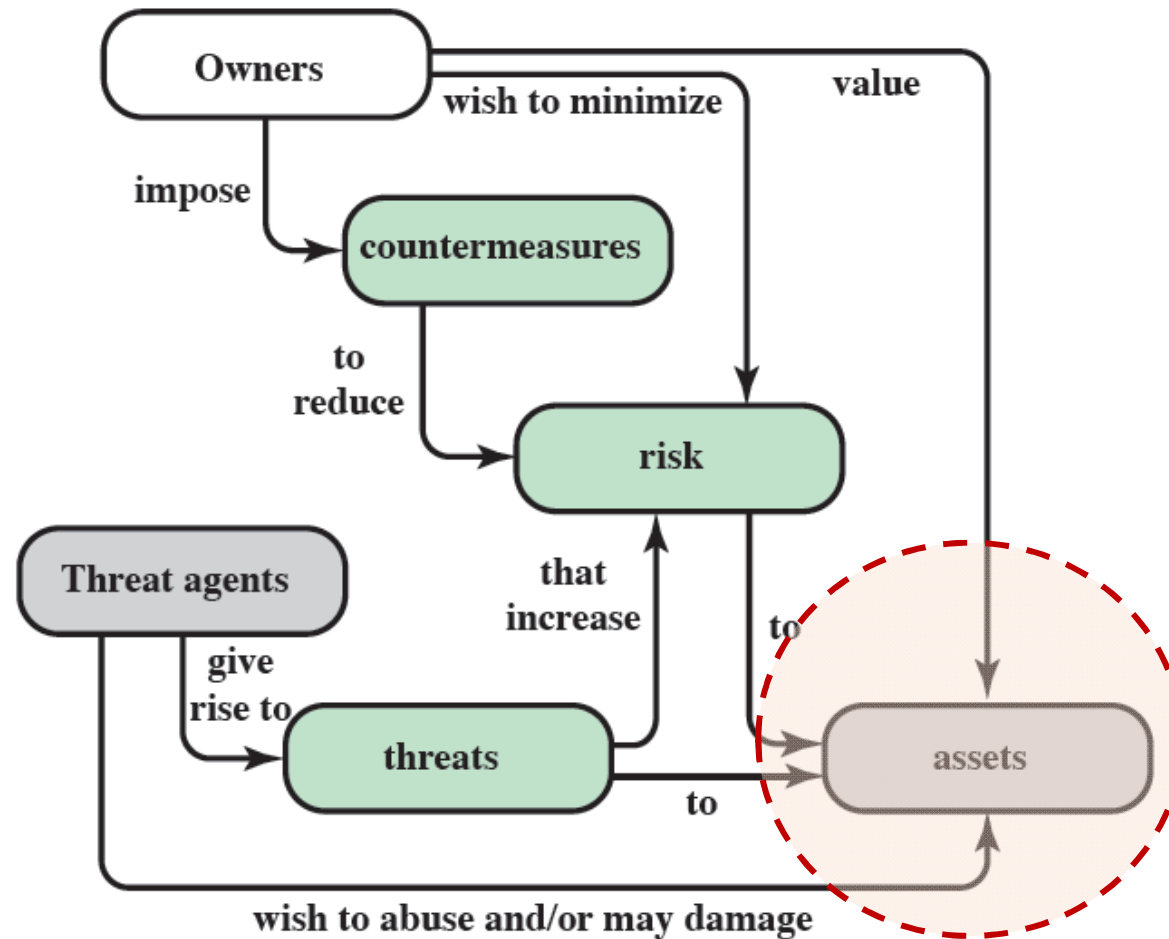 Owners
value
wish to minimize
impose
countermeasures
to
reduce
risk
Threat agents
that
increase
to
give
rise to
threats
assets
to
wish to abuse and/or may damage